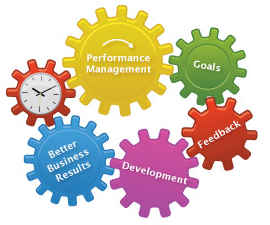 Performance
Management
Goals
Feedback
Development
Better
Business
Results